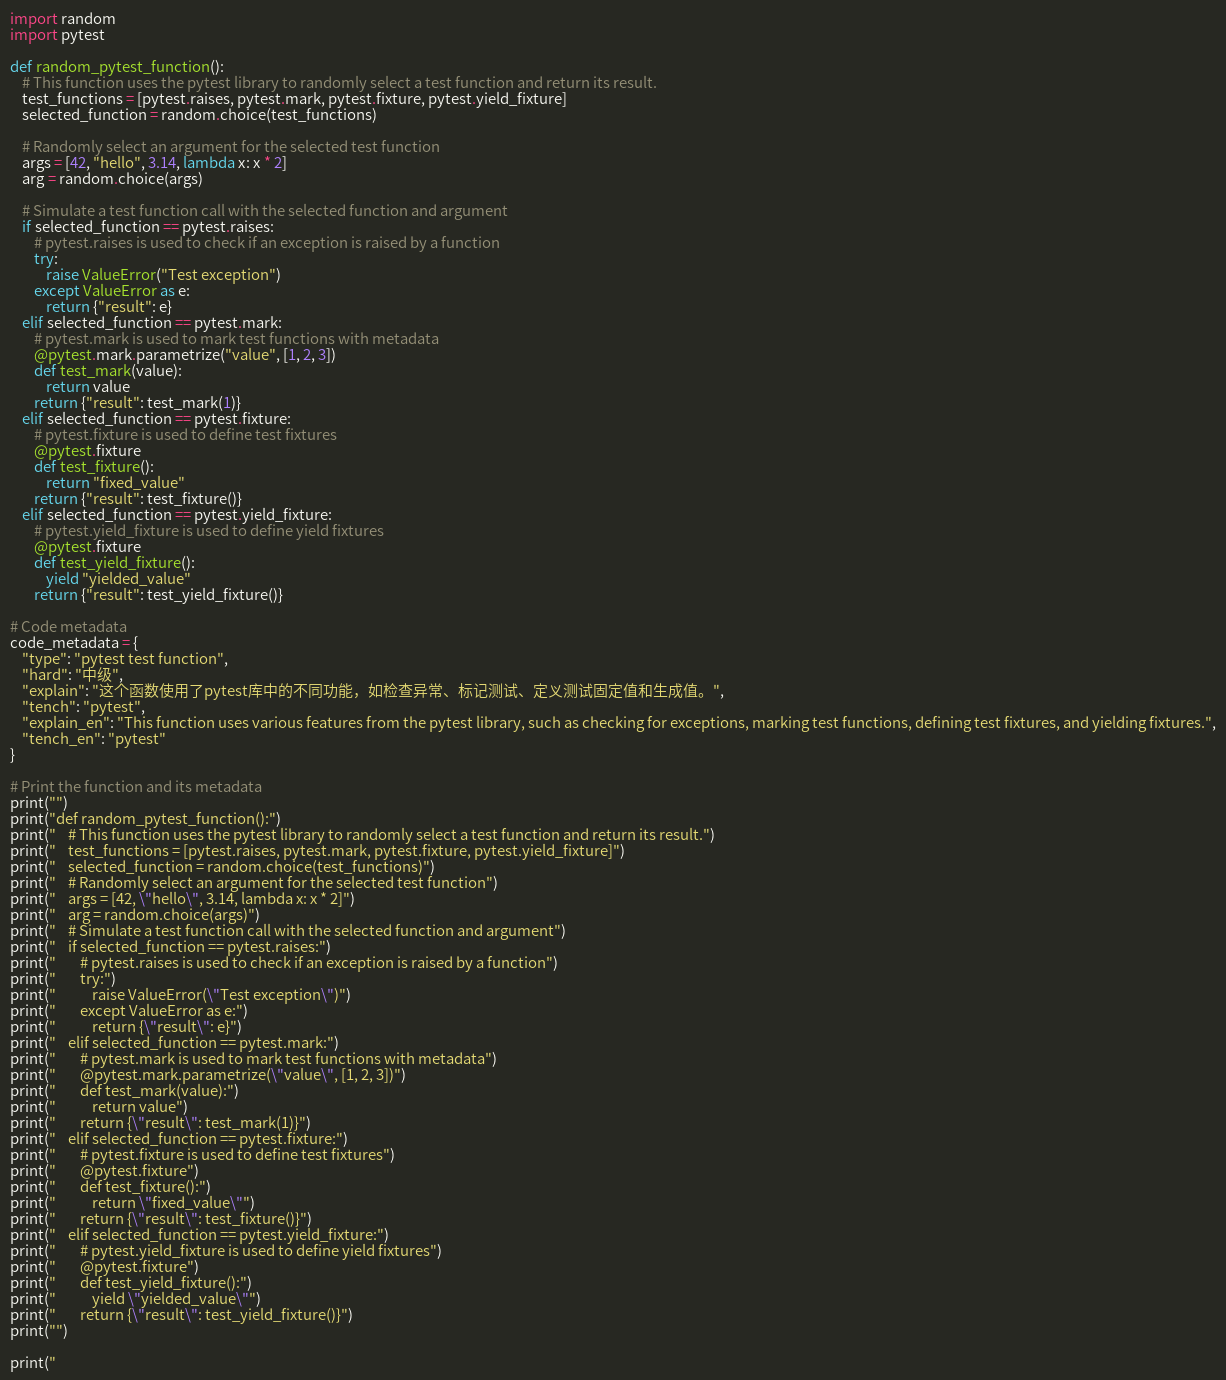 import random
import pytest

def random_pytest_function():
    # This function uses the pytest library to randomly select a test function and return its result.
    test_functions = [pytest.raises, pytest.mark, pytest.fixture, pytest.yield_fixture]
    selected_function = random.choice(test_functions)

    # Randomly select an argument for the selected test function
    args = [42, "hello", 3.14, lambda x: x * 2]
    arg = random.choice(args)

    # Simulate a test function call with the selected function and argument
    if selected_function == pytest.raises:
        # pytest.raises is used to check if an exception is raised by a function
        try:
            raise ValueError("Test exception")
        except ValueError as e:
            return {"result": e}
    elif selected_function == pytest.mark:
        # pytest.mark is used to mark test functions with metadata
        @pytest.mark.parametrize("value", [1, 2, 3])
        def test_mark(value):
            return value
        return {"result": test_mark(1)}
    elif selected_function == pytest.fixture:
        # pytest.fixture is used to define test fixtures
        @pytest.fixture
        def test_fixture():
            return "fixed_value"
        return {"result": test_fixture()}
    elif selected_function == pytest.yield_fixture:
        # pytest.yield_fixture is used to define yield fixtures
        @pytest.fixture
        def test_yield_fixture():
            yield "yielded_value"
        return {"result": test_yield_fixture()}

# Code metadata
code_metadata = {
    "type": "pytest test function",
    "hard": "中级",
    "explain": "这个函数使用了pytest库中的不同功能，如检查异常、标记测试、定义测试固定值和生成值。",
    "tench": "pytest",
    "explain_en": "This function uses various features from the pytest library, such as checking for exceptions, marking test functions, defining test fixtures, and yielding fixtures.",
    "tench_en": "pytest"
}

# Print the function and its metadata
print("")
print("def random_pytest_function():")
print("    # This function uses the pytest library to randomly select a test function and return its result.")
print("    test_functions = [pytest.raises, pytest.mark, pytest.fixture, pytest.yield_fixture]")
print("    selected_function = random.choice(test_functions)")
print("    # Randomly select an argument for the selected test function")
print("    args = [42, \"hello\", 3.14, lambda x: x * 2]")
print("    arg = random.choice(args)")
print("    # Simulate a test function call with the selected function and argument")
print("    if selected_function == pytest.raises:")
print("        # pytest.raises is used to check if an exception is raised by a function")
print("        try:")
print("            raise ValueError(\"Test exception\")")
print("        except ValueError as e:")
print("            return {\"result\": e}")
print("    elif selected_function == pytest.mark:")
print("        # pytest.mark is used to mark test functions with metadata")
print("        @pytest.mark.parametrize(\"value\", [1, 2, 3])")
print("        def test_mark(value):")
print("            return value")
print("        return {\"result\": test_mark(1)}")
print("    elif selected_function == pytest.fixture:")
print("        # pytest.fixture is used to define test fixtures")
print("        @pytest.fixture")
print("        def test_fixture():")
print("            return \"fixed_value\"")
print("        return {\"result\": test_fixture()}")
print("    elif selected_function == pytest.yield_fixture:")
print("        # pytest.yield_fixture is used to define yield fixtures")
print("        @pytest.fixture")
print("        def test_yield_fixture():")
print("            yield \"yielded_value\"")
print("        return {\"result\": test_yield_fixture()}")
print("")

print("